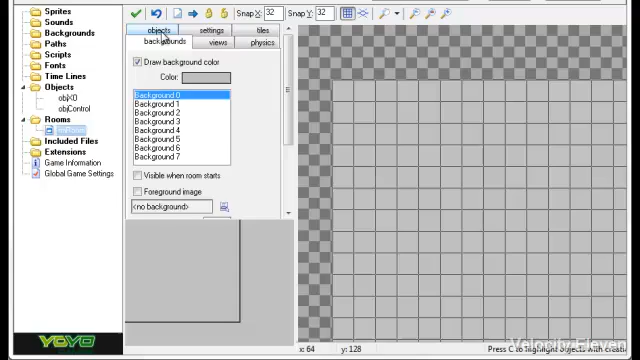 Sprites
Sounds
Backgrounds
Paths
Scripts
Fonts
Time Lines
Objects
objXO
objControl
Rooms
Included Files
Extensions
Game Information
Global Game Settings
YOYO
Snap X: 32 Snap Y: 32
objects settings tiles
backgrounds views physics
Draw background color
Color:
Background 0
Background 1
Background 2
Background 3
Background 4
Background 5
Background 6
Background 7
Visible when room starts
Foreground image
<no background>
x: 64 y: 128 Press C to highlight objects with creati
Velocity Eleven